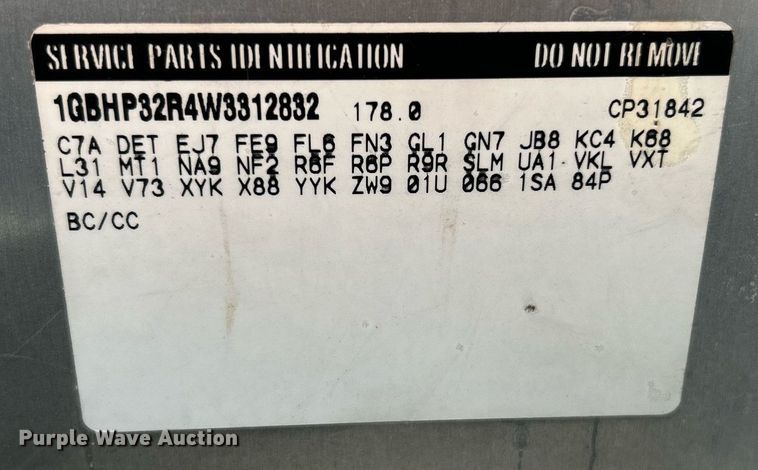 SERVICE PARTS IDENTIFICATION DO NOT REMOVE
1GBHP32R4W3312832 178.0 CP31842
C7A DET EJ7 FE9 FL6 FN3 GL1 GN7 JB8 KC4 K68
L31 MT1 NA9 NF2 R6F R6P R9R SLM UA1 VKL VXT
V14 V73 XYK X88 YYK ZW9 01U 066 1SA 84P
BC/CC
Purple Wave Auction